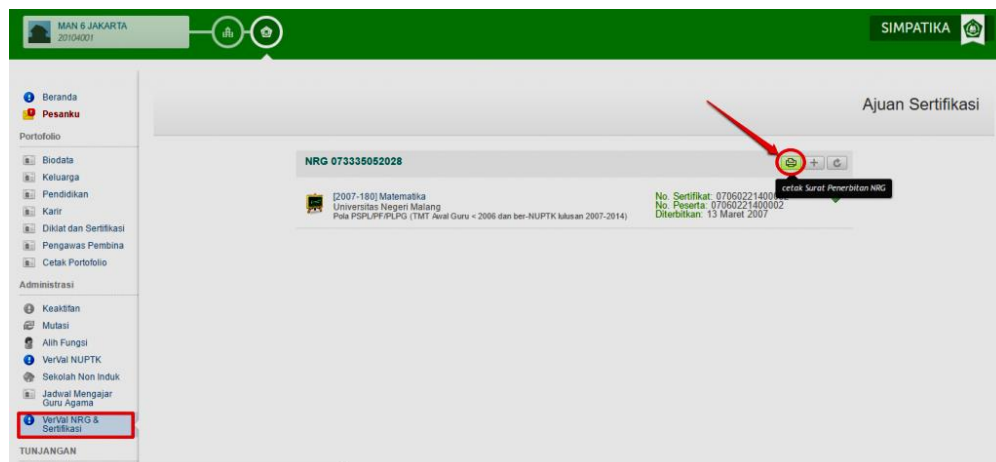 MAN 6 JAKARTA
20104001
SIMPATIKA
Beranda
Pesanku
Portofolio
Biodata
Keluarga
Pendidikan
Karir
Diklat dan Sertifikasi
Pengawas Pembina
Cetak Portofolio
Administrasi
Keaktifan
Mutasi
Alih Fungsi
VerVal NUPTK
Sekolah Non Induk
Jadwal Mengajar
Guru Agama
VerVal NRG &
Sertifikasi
TUNJANGAN
Ajuan Sertifikasi
NRG 073335052028
cetak Surat Penerbitan NRG
[2007-180] Matematika
Universitas Negeri Malang
Pola PSPL/PF/PLPG (TMT Awal Guru < 2006 dan ber-NUPTK lulusan 2007-2014)
No. Sertifikat: 07060221400002
No. Peserta: 07060221400002
Diterbitkan: 13 Maret 2007